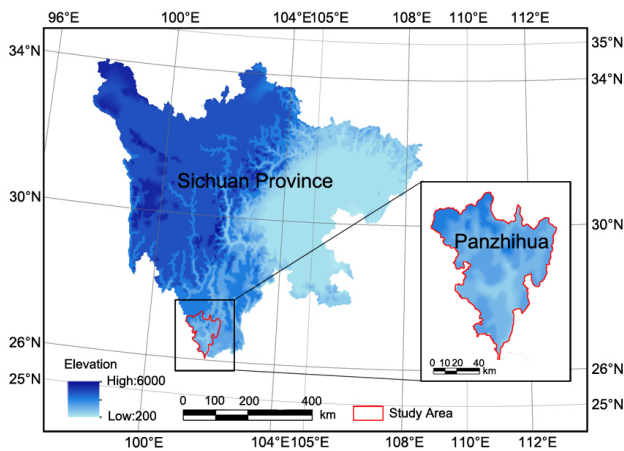 96°E 100°E 104°E 105°E 108°E 110°E 112°E
34°N 35°N
34°N
Sichuan Province
30°N 30°N
Panzhihua
26°N 26°N
25°N 25°N
0 10 20 40
km
Elevation
High:6000
Low:200
0 100 200 400
km
Study Area
100°E 104°E 105°E 108°E 110°E 112°E